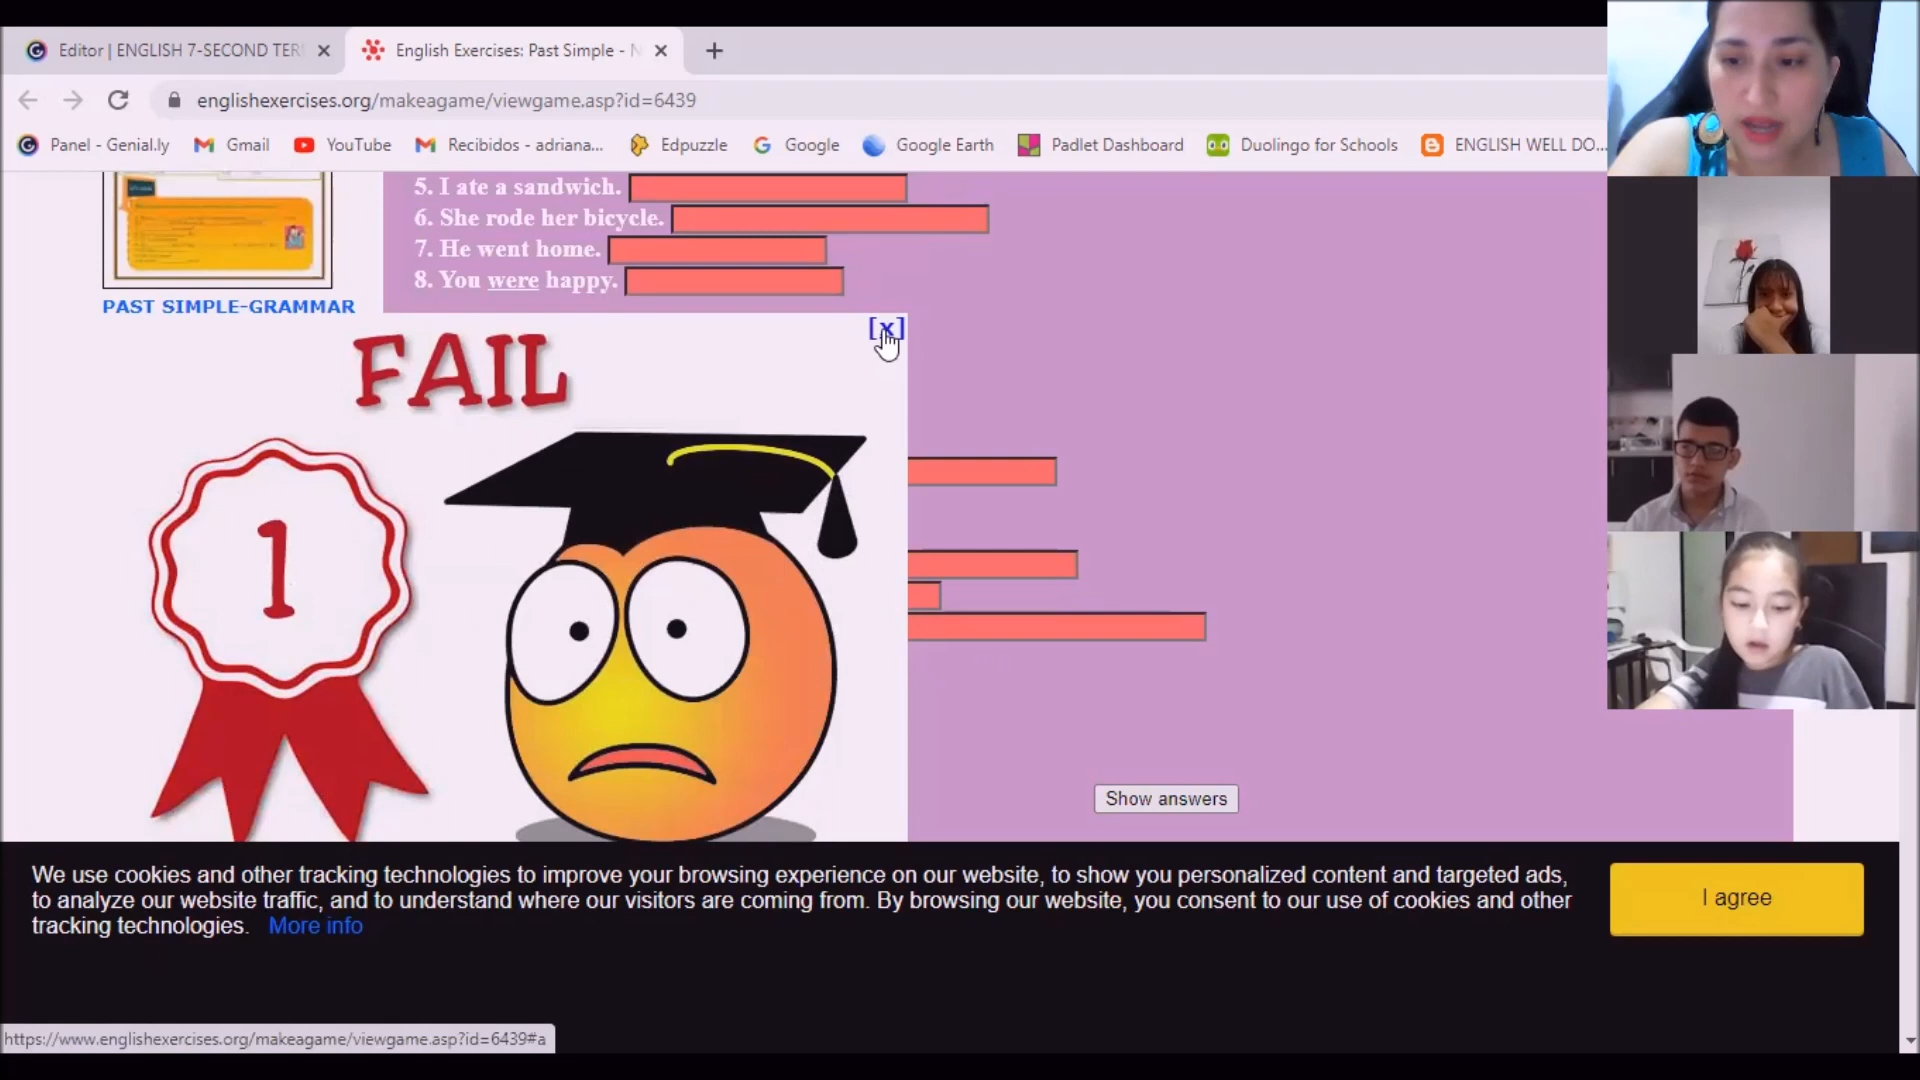 Editor | ENGLISH 7-SECOND TER
English Exercises: Past Simple - N
englishexercises.org/makeagame/viewgame.asp?id=6439
Panel - Genial.ly
Gmail
YouTube
Recibidos - adriana...
Edpuzzle
Google
Google Earth
Padlet Dashboard
Duolingo for Schools
ENGLISH WELL DO...
5. I ate a sandwich.
6. She rode her bicycle.
7. He went home.
8. You were happy.
PAST SIMPLE-GRAMMAR
[x]
FAIL
1
Show answers
We use cookies and other tracking technologies to improve your browsing experience on our website, to show you personalized content and targeted ads,
to analyze our website traffic, and to understand where our visitors are coming from. By browsing our website, you consent to our use of cookies and other
tracking technologies. More info
I agree
https://www.englishexercises.org/makeagame/viewgame.asp?id=6439#a